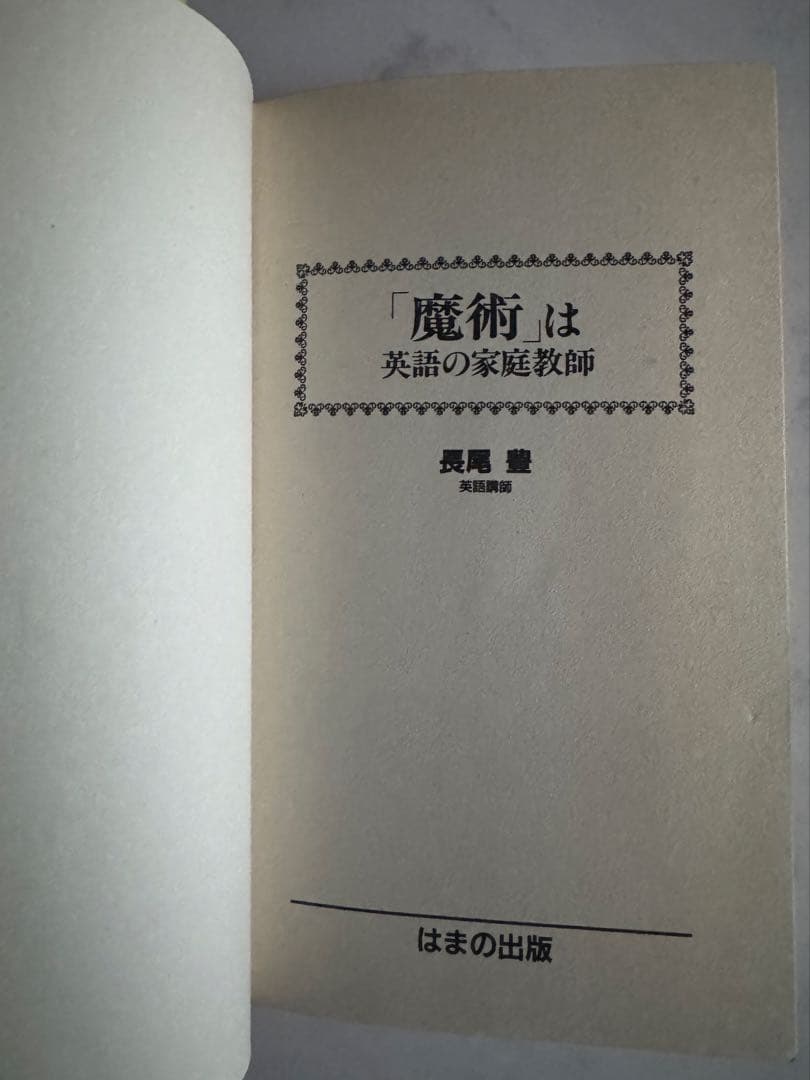 「魔術」は
英語の家庭教師
長尾 豊
英語講師
はまの出版